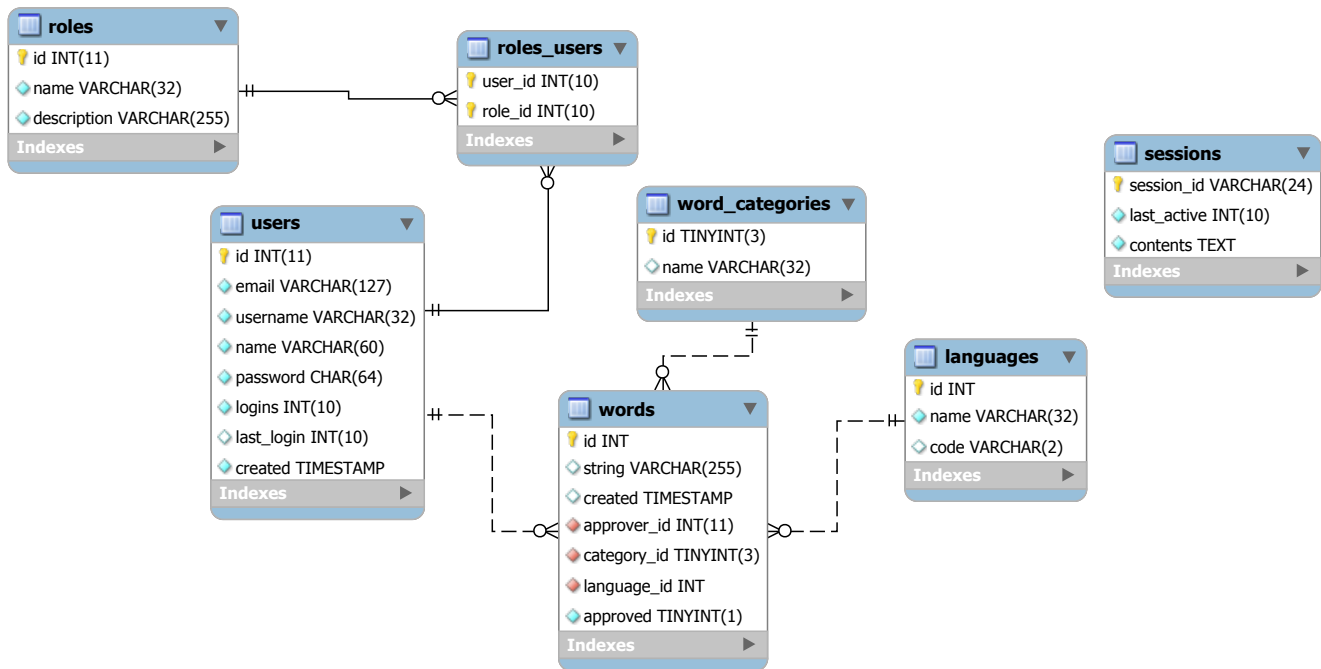 roles
id INT(11)
name VARCHAR(32)
description VARCHAR(255)
Indexes
roles_users
user_id INT(10)
role_id INT(10)
Indexes
sessions
session_id VARCHAR(24)
last_active INT(10)
contents TEXT
Indexes
users
id INT(11)
email VARCHAR(127)
username VARCHAR(32)
name VARCHAR(60)
password CHAR(64)
logins INT(10)
last_login INT(10)
created TIMESTAMP
Indexes
word_categories
id TINYINT(3)
name VARCHAR(32)
Indexes
languages
id INT
name VARCHAR(32)
code VARCHAR(2)
Indexes
words
id INT
string VARCHAR(255)
created TIMESTAMP
approver_id INT(11)
category_id TINYINT(3)
language_id INT
approved TINYINT(1)
Indexes